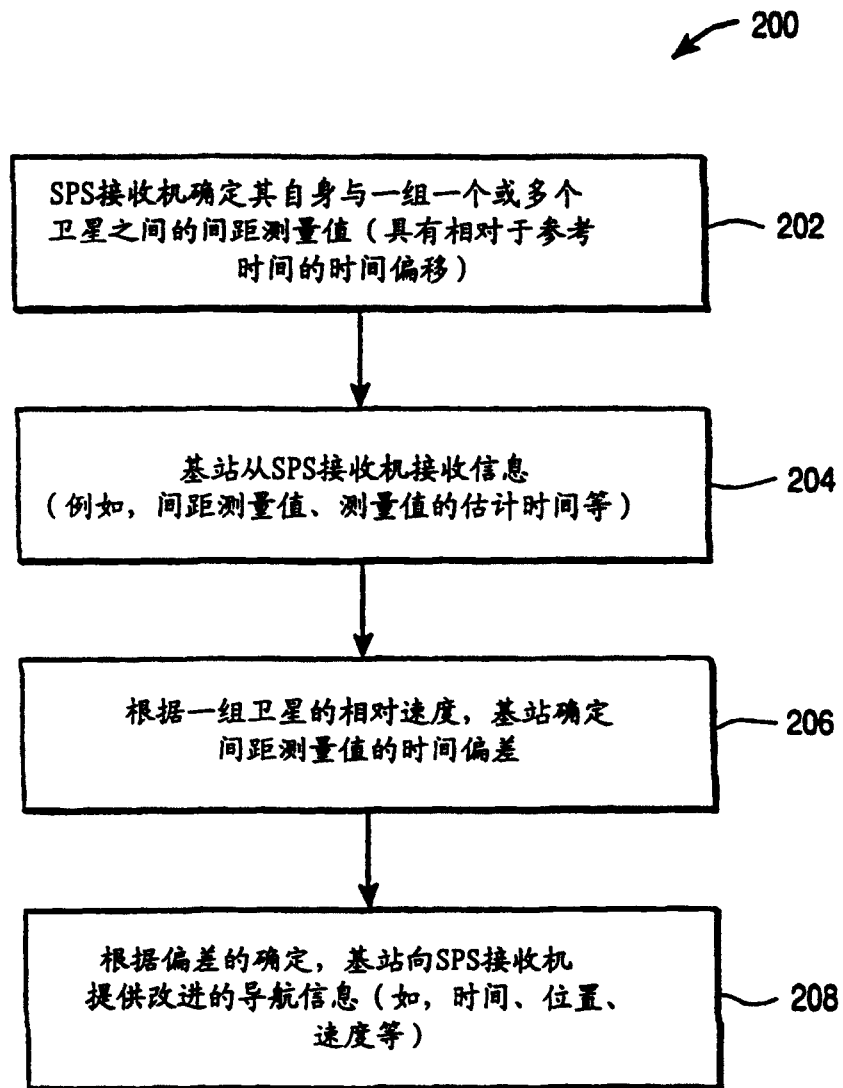 200
SPS接收机确定其自身与一组一个或多个
卫星之间的间距测量值（具有相对于参考
时间的时间偏移）
202
基站从SPS接收机接收信息
（例如，间距测量值、测量值的估计时间等）
204
根据一组卫星的相对速度，基站确定
间距测量值的时间偏差
206
根据偏差的确定，基站向SPS接收机
提供改进的导航信息（如，时间、位置、
速度等）
208